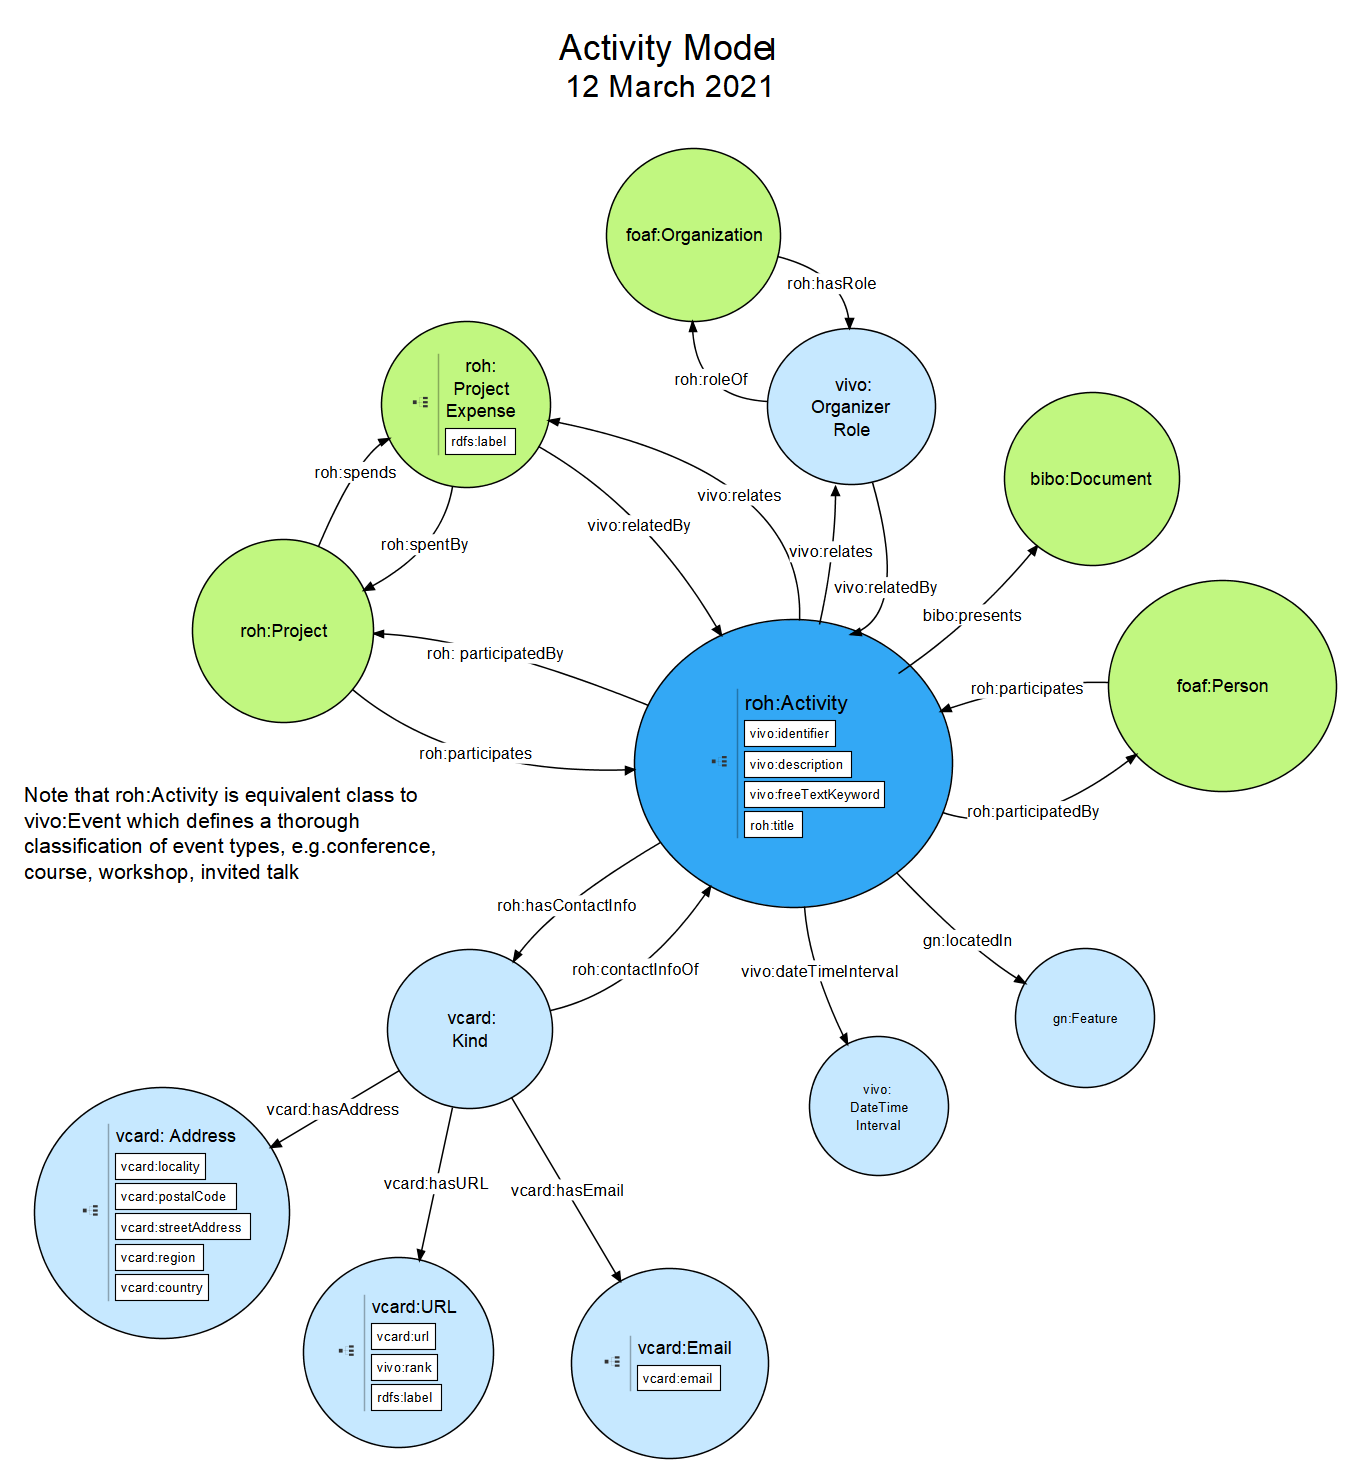 Activity Model
12 March 2021
foaf:Organization
roh:hasRole
roh:roleOf
vivo:
Organizer
Role
roh:
Project
Expense
rdfs:label
roh:spends
roh:spentBy
vivo:relates
vivo:relatedBy
vivo:relates
vivo:relatedBy
bibo:Document
bibo:presents
roh:Project
roh: participatedBy
roh:participates
foaf:Person
roh:participates
roh:participatedBy
roh:Activity
vivo:identifier
vivo:description
vivo:freeTextKeyword
roh:title
Note that roh:Activity is equivalent class to
vivo:Event which defines a thorough
classification of event types, e.g.conference,
course, workshop, invited talk
roh:hasContactInfo
roh:contactInfoOf
vivo:dateTimeInterval
gn:locatedIn
gn:Feature
vivo:
DateTime
Interval
vcard:
Kind
vcard:hasAddress
vcard:hasURL
vcard:hasEmail
vcard: Address
vcard:locality
vcard:postalCode
vcard:streetAddress
vcard:region
vcard:country
vcard:URL
vcard:url
vivo:rank
rdfs:label
vcard:Email
vcard:email